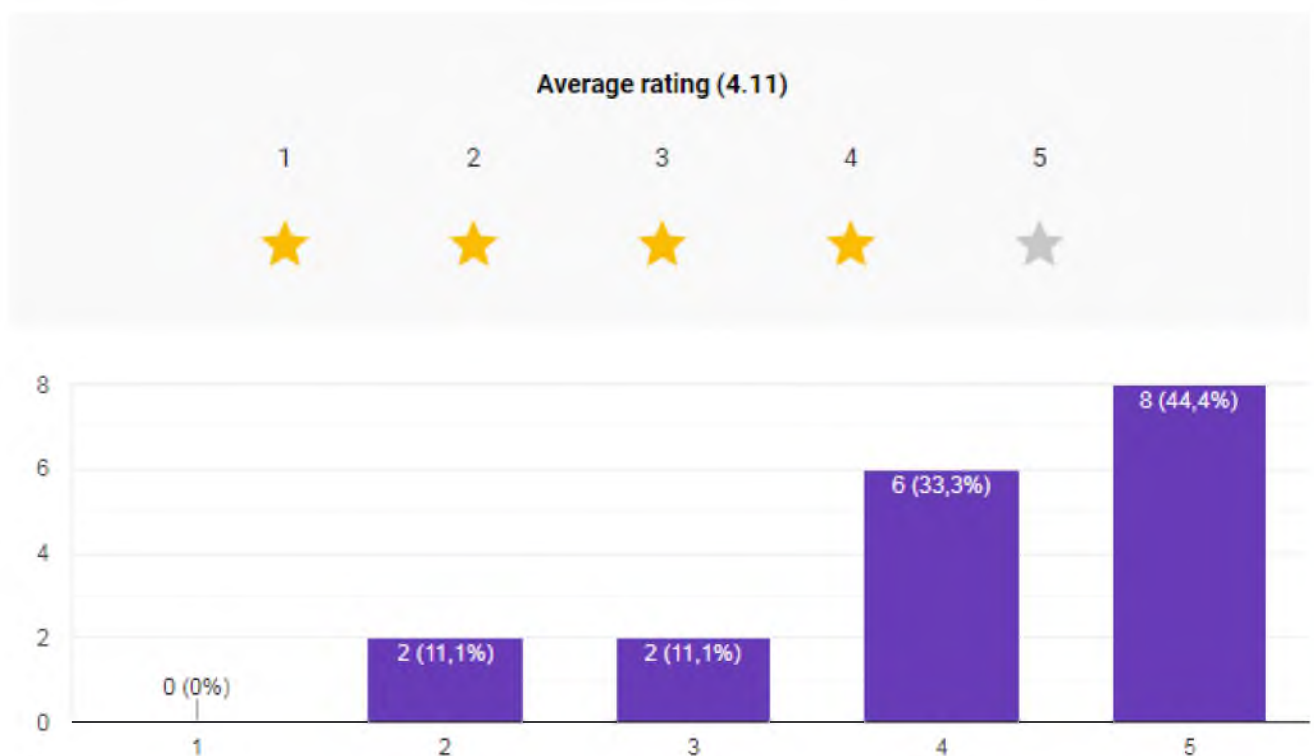 Average rating (4.11)
1 2 3 4 5
8
8 (44,4%)
6
6 (33,3%)
4
2
2 (11,1%) 2 (11,1%)
0 (0%)
0
1 2 3 4 5